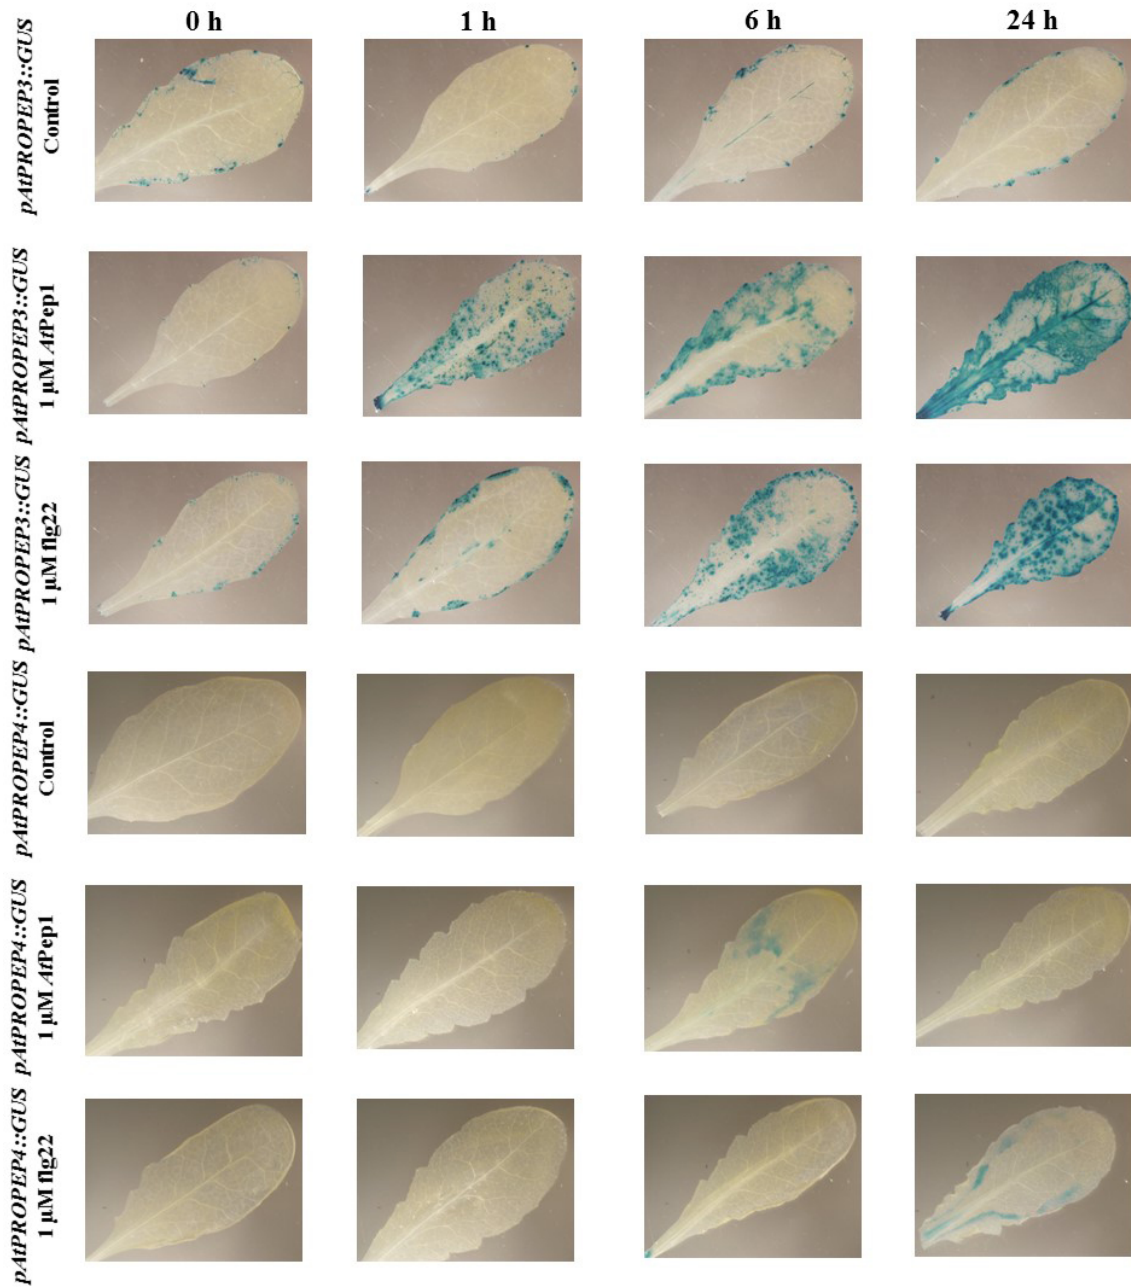 0 h
1 h
6 h
24 h
pAtPROPEP3::GUS
Control
pAtPROPEP3::GUS
1 µM AtPep1
pAtPROPEP3::GUS
1 µM flg22
pAtPROPEP4::GUS
Control
pAtPROPEP4::GUS
1 µM AtPep1
pAtPROPEP4::GUS
1 µM flg22